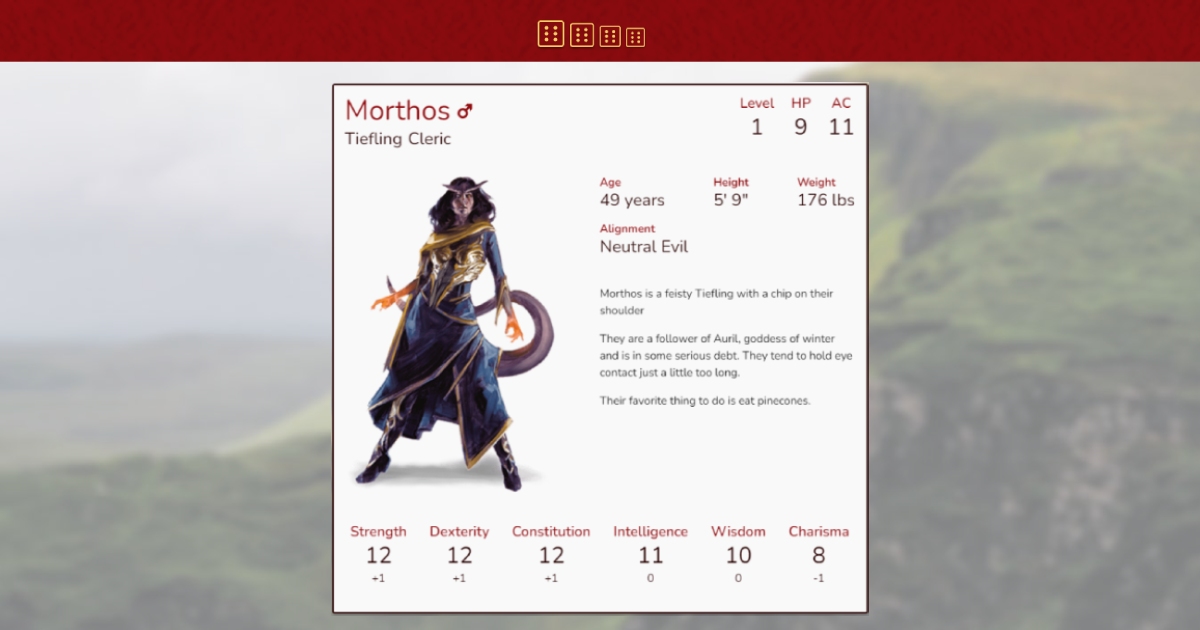 Morthos ♂
Tiefling Cleric
Level HP AC
1 9 11
Age Height Weight
49 years 5' 9" 176 lbs
Alignment
Neutral Evil
Morthos is a feisty Tiefling with a chip on their
shoulder
They are a follower of Auril, goddess of winter
and is in some serious debt. They tend to hold eye
contact just a little too long.
Their favorite thing to do is eat pinecones.
Strength Dexterity Constitution Intelligence Wisdom Charisma
12 12 12 11 10 8
+1 +1 +1 0 0 -1